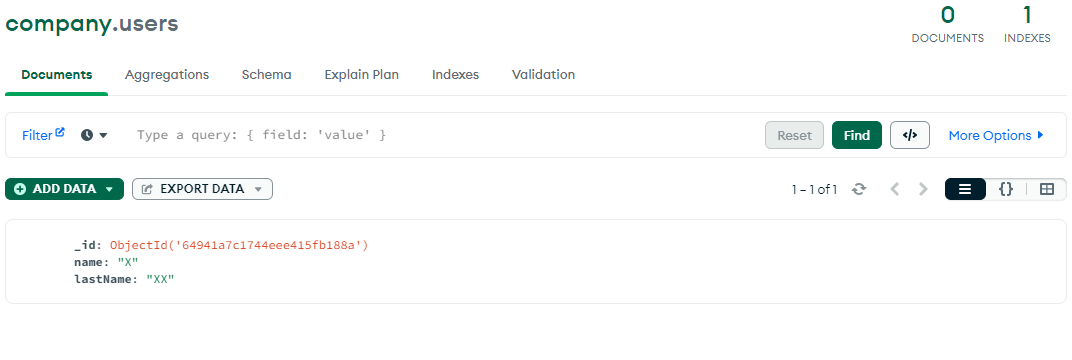 company.users
0
DOCUMENTS
1
INDEXES
Documents Aggregations Schema Explain Plan Indexes Validation
Filter Type a query: { field: 'value' } Reset Find </> More Options
ADD DATA EXPORT DATA 1 – 1 of 1 {}
_id: ObjectId('64941a7c1744eee415fb188a')
name: "X"
lastName: "XX"